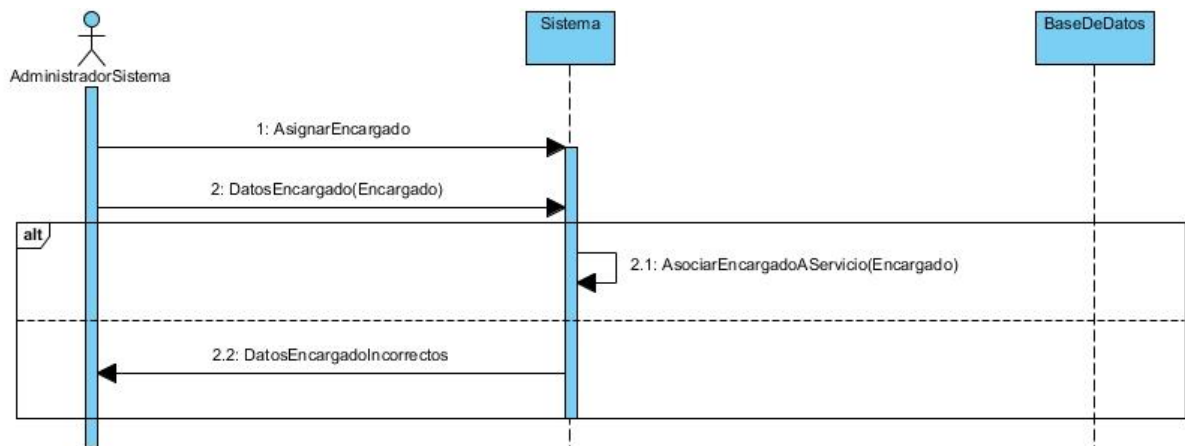 Sistema
BaseDeDatos
AdministradorSistema
1: AsignarEncargado
2: DatosEncargado(Encargado)
alt
2.1: AsociarEncargadoAServicio(Encargado)
2.2: DatosEncargadoIncorrectos